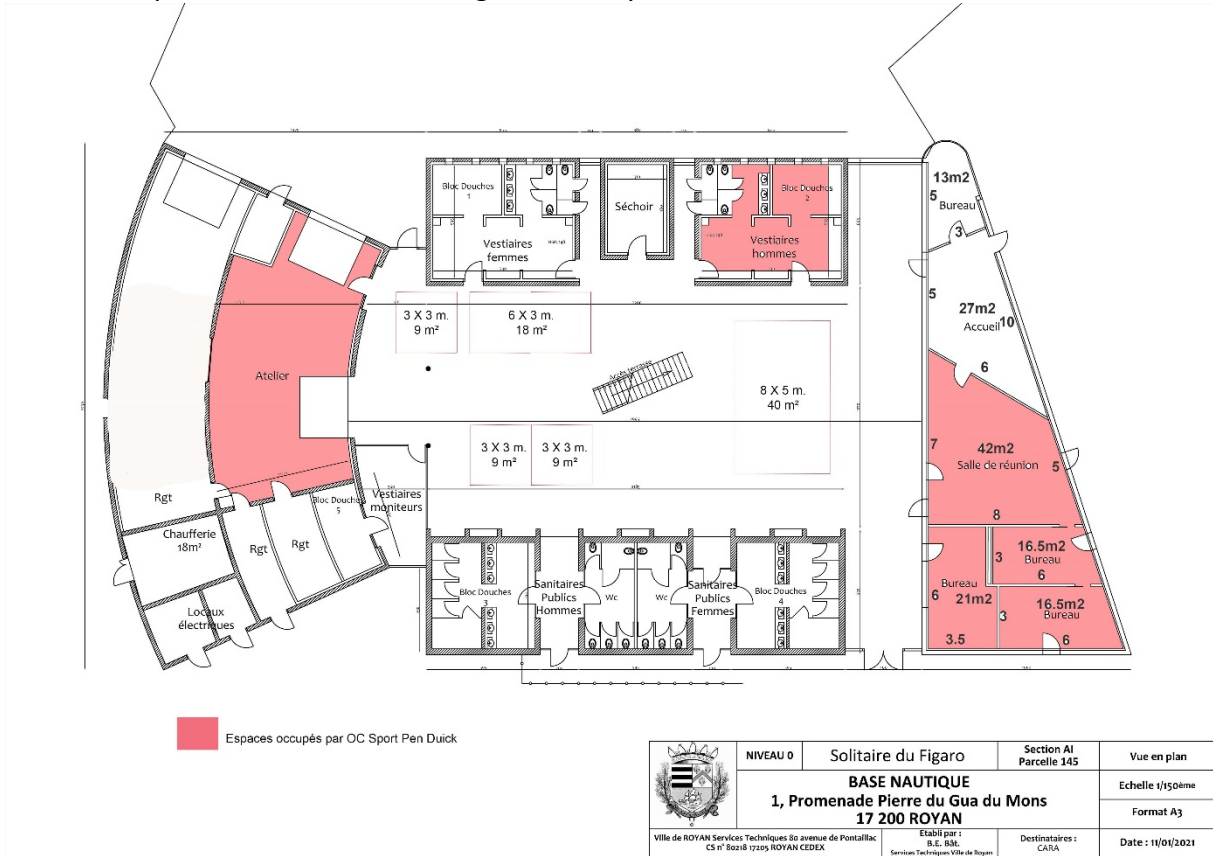 13m2
5
Bureau
3
Bloc Douches
1
Séchoir
Bloc Douches
2
Vestiaires
femmes
Vestiaires
hommes
5
27m2
Accueil
10
6
3 X 3 m.
9 m²
6 X 3 m.
18 m²
Atelier
Accès terrasse
8 X 5 m.
40 m²
3 X 3 m.
9 m²
3 X 3 m.
9 m²
7
42m2
Salle de réunion
5
8
Rgt
Bloc Douches
5
Vestiaires
moniteurs
Chaufferie
18m²
Rgt
Rgt
Locaux
électriques
Bloc Douches
3
Sanitaires
Publics
Hommes
Wc
Wc
Sanitaires
Publics
Femmes
Bloc Douches
4
3
16.5m2
Bureau
6
Bureau
6
21m2
3.5
3
16.5m2
Bureau
6
Espaces occupés par OC Sport Pen Duick
NIVEAU 0
Solitaire du Figaro
Section AI
Parcelle 145
Vue en plan
BASE NAUTIQUE
1, Promenade Pierre du Gua du Mons
17 200 ROYAN
Echelle 1/150ème
Format A3
Ville de ROYAN Services Techniques 80 avenue de Pontaillac
CS n° 80218 17205 ROYAN CEDEX
Etabli par :
B.E. Bât.
Services Techniques Ville de Royan
Destinataires :
CARA
Date : 11/01/2021